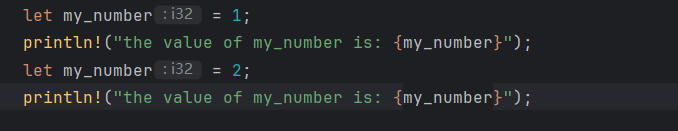 let my_number: i32 = 1;
println!("the value of my_number is: {my_number}");
let my_number: i32 = 2;
println!("the value of my_number is: {my_number}");